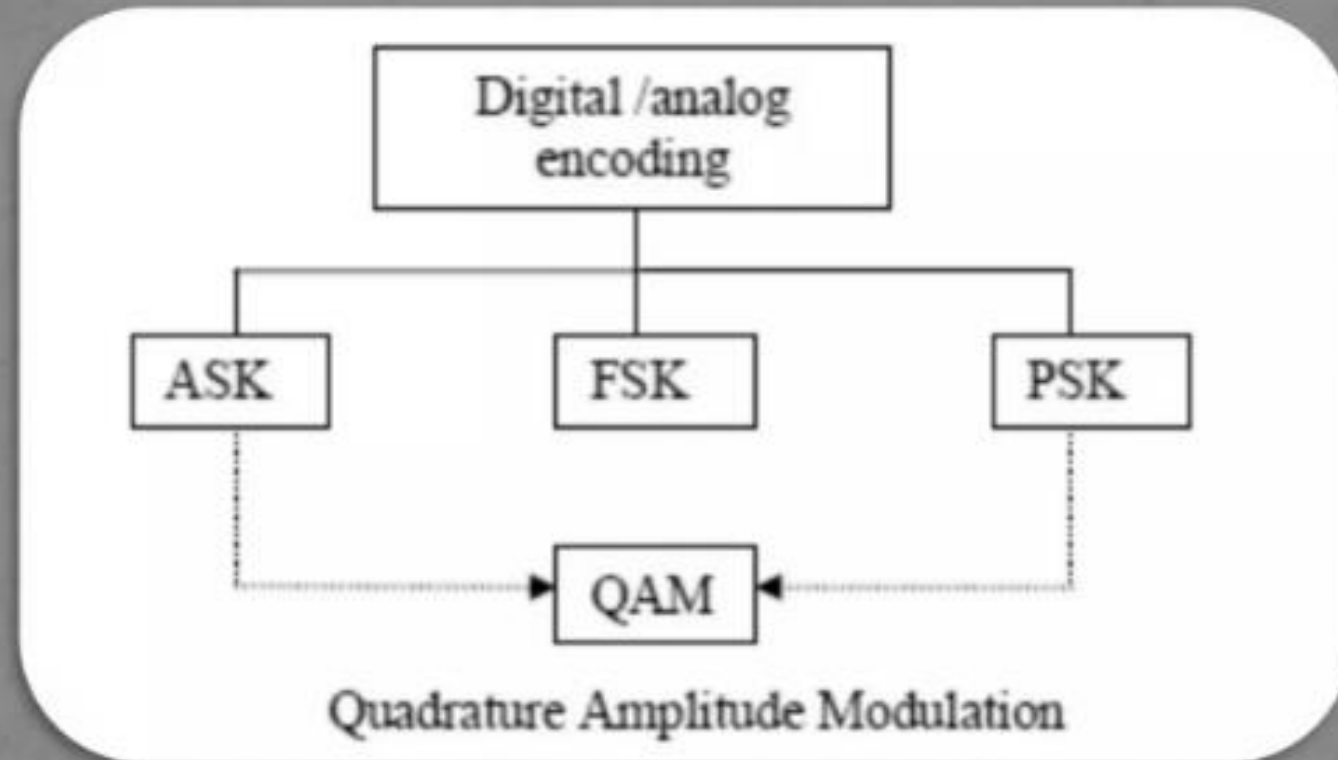 Digital /analog
encoding
ASK
FSK
PSK
QAM
Quadrature Amplitude Modulation